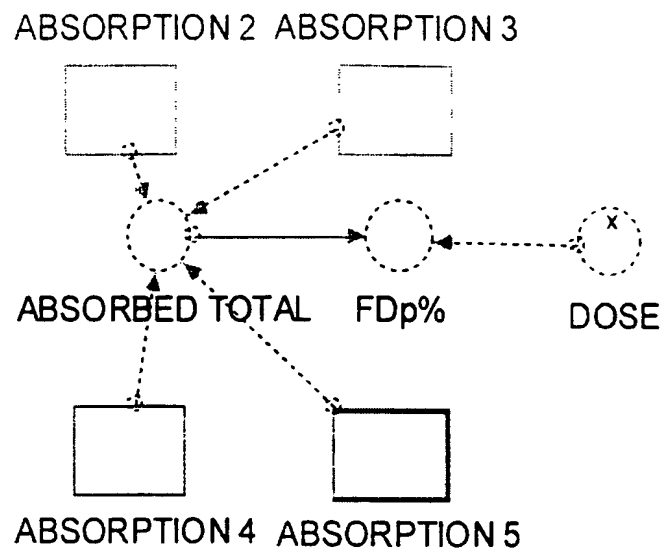 ABSORPTION 2 ABSORPTION 3
x
ABSORBED TOTAL FDp% DOSE
ABSORPTION 4 ABSORPTION 5